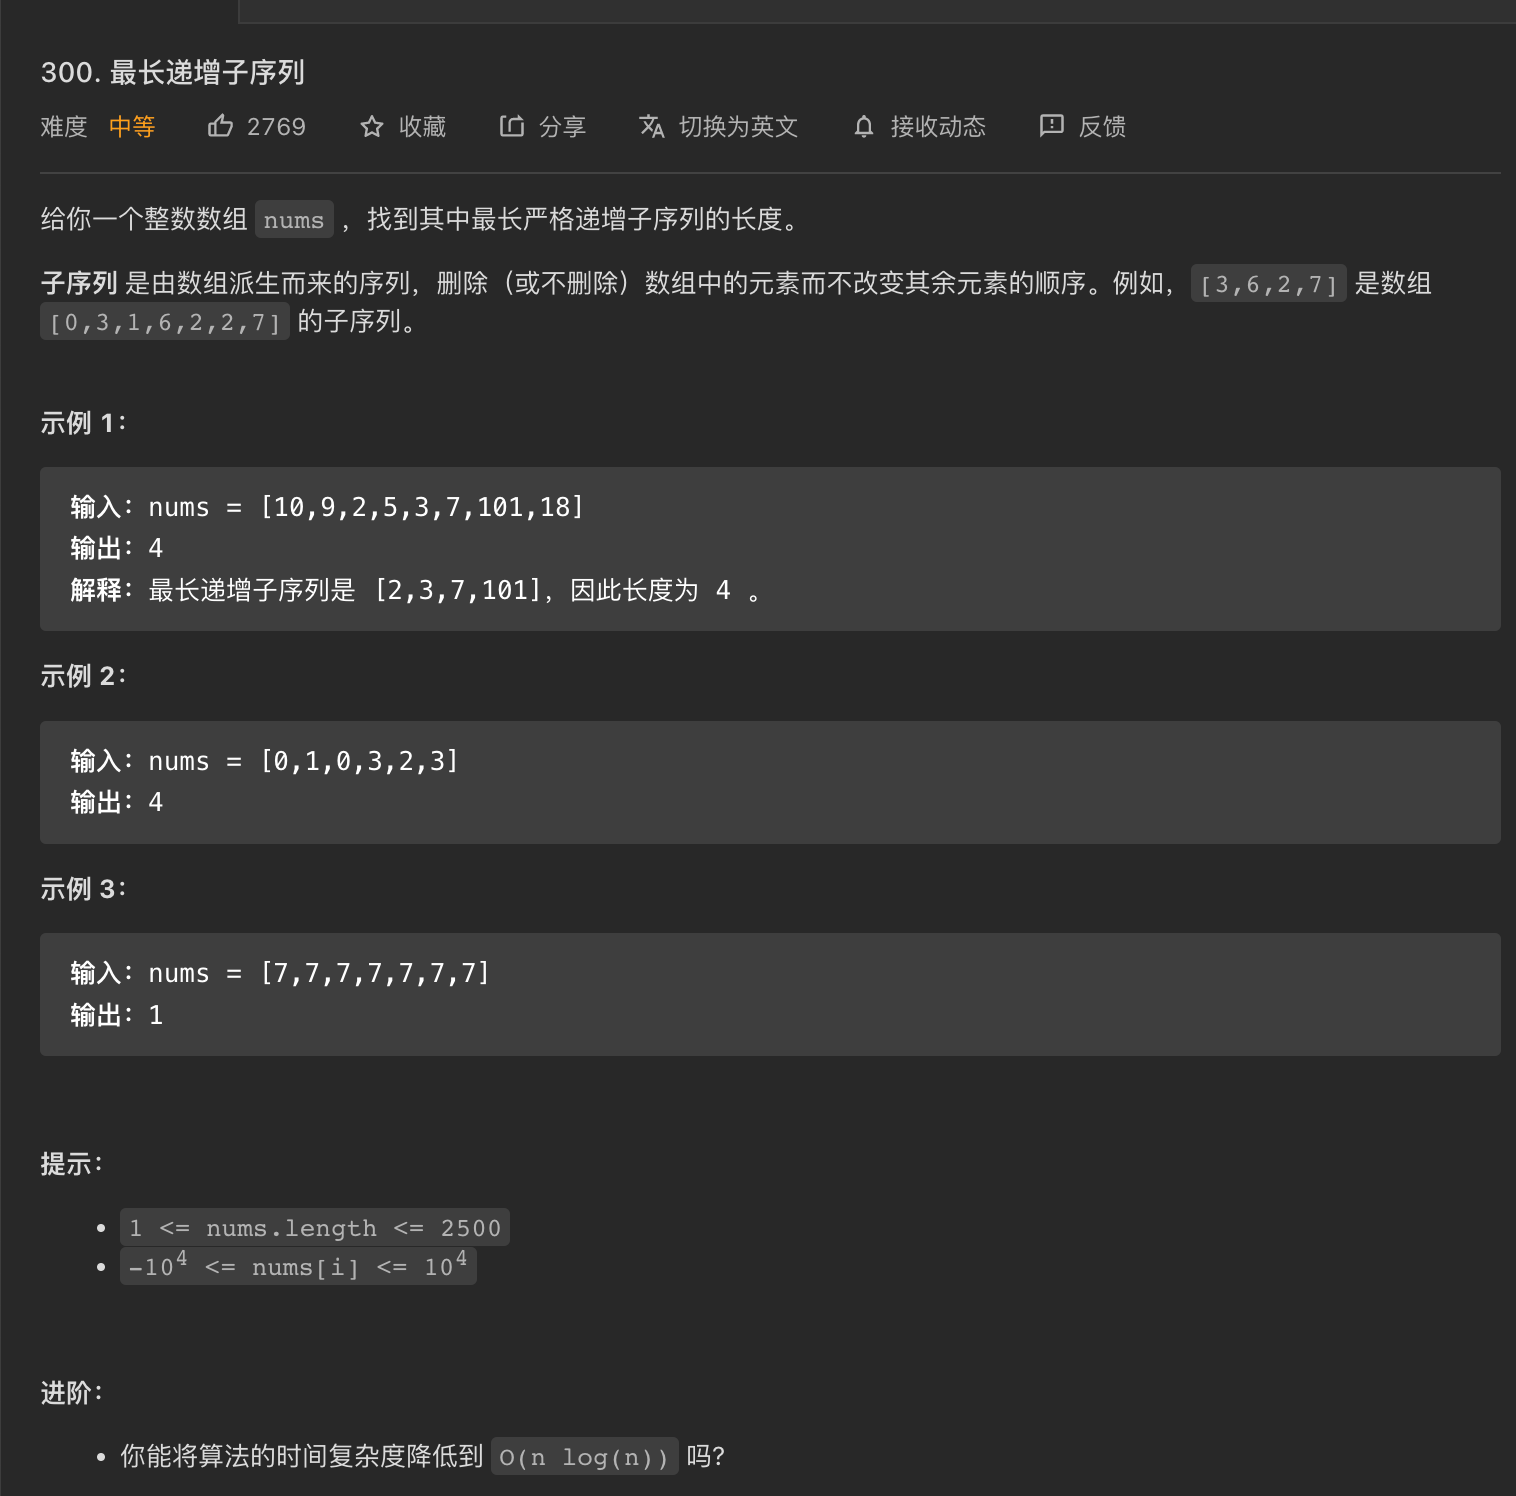 300. 最长递增子序列
难度 中等 2769 收藏 分享 切换为英文 接收动态 反馈
给你一个整数数组 nums ，找到其中最长严格递增子序列的长度。
子序列 是由数组派生而来的序列，删除（或不删除）数组中的元素而不改变其余元素的顺序。例如，[3,6,2,7] 是数组
[0,3,1,6,2,2,7] 的子序列。
示例 1：
输入：nums = [10,9,2,5,3,7,101,18]
输出：4
解释：最长递增子序列是 [2,3,7,101]，因此长度为 4 。
示例 2：
输入：nums = [0,1,0,3,2,3]
输出：4
示例 3：
输入：nums = [7,7,7,7,7,7,7]
输出：1
提示：
• 1 <= nums.length <= 2500
• -10⁴ <= nums[i] <= 10⁴
进阶：
• 你能将算法的时间复杂度降低到 O(n log(n)) 吗?